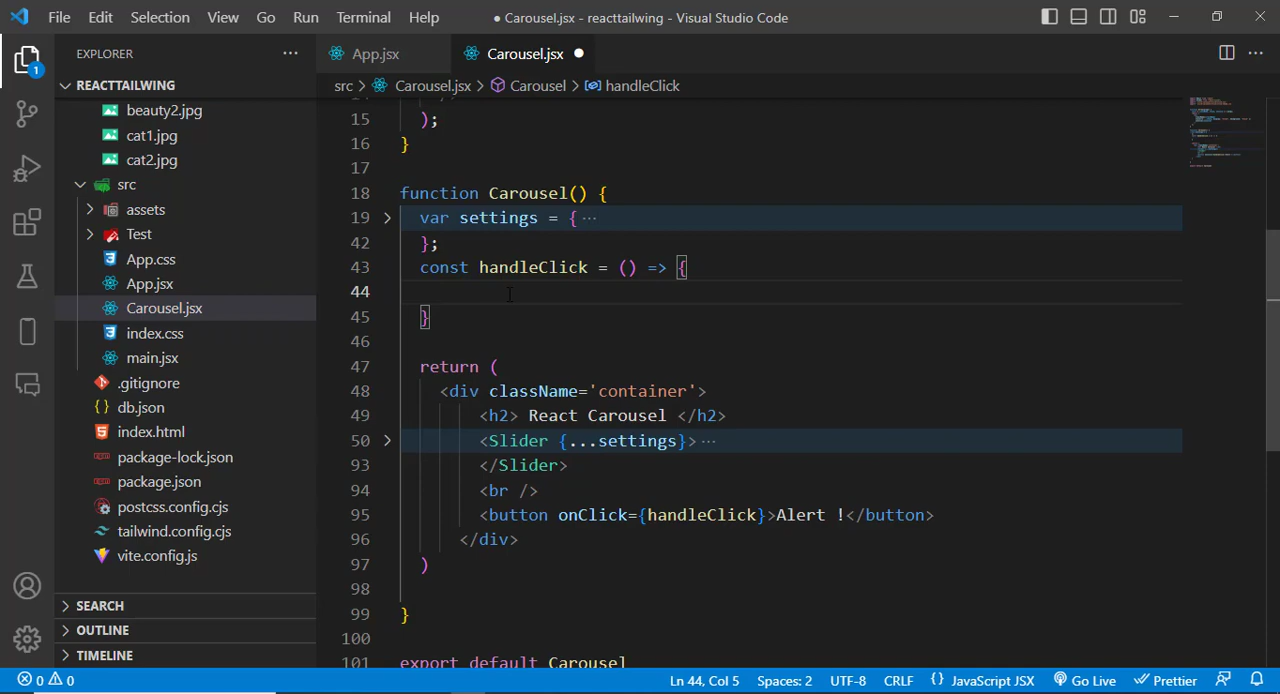 File Edit Selection View Go Run Terminal Help ● Carousel.jsx - reacttailwing - Visual Studio Code
EXPLORER ···
App.jsx Carousel.jsx ●
REACTTAILWING
src > Carousel.jsx > Carousel > handleClick
beauty2.jpg
cat1.jpg
cat2.jpg
src
assets
Test
App.css
App.jsx
Carousel.jsx
index.css
main.jsx
.gitignore
db.json
index.html
package-lock.json
package.json
postcss.config.cjs
tailwind.config.cjs
vite.config.js
SEARCH
OUTLINE
TIMELINE
1
15 );
16 }
17
18 function Carousel() {
19 var settings = { ···
42 };
43 const handleClick = () => {
44
45 }
46
47 return (
48 <div className='container'>
49 <h2> React Carousel </h2>
50 <Slider {...settings}> ···
93 </Slider>
94 <br />
95 <button onClick={handleClick}>Alert !</button>
96 </div>
97 )
98
99 }
100
101 export default Carousel
0 0 Ln 44, Col 5 Spaces: 2 UTF-8 CRLF {} JavaScript JSX Go Live Prettier